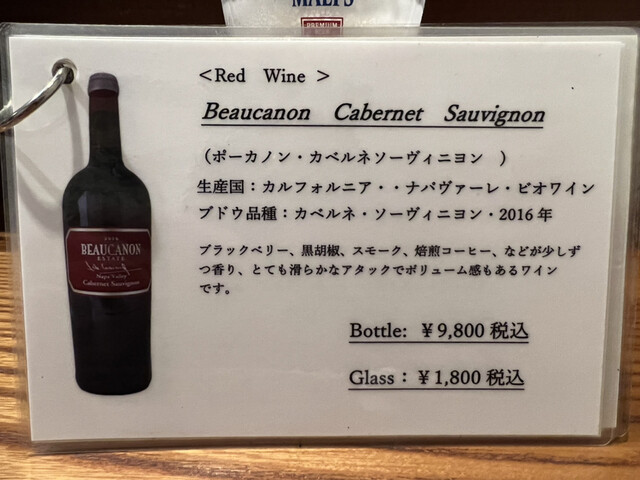 MALT'S
PREMIUM
<Red Wine >
Beaucanon Cabernet Sauvignon
（ボーカノン・カベルネソーヴィニヨン ）
生産国：カルフォルニア・・ナパヴァーレ・ビオワイン
ブドウ品種：カベルネ・ソーヴィニヨン・2016 年
ブラックベリー、黒胡椒、スモーク、焙煎コーヒー、などが少しず
つ香り、とても滑らかなアタックでボリューム感もあるワイン
です。
Bottle: ￥9,800 税込
Glass：￥1,800 税込
BEAUCANON
ESTATE
Napa Valley
Cabernet Sauvignon